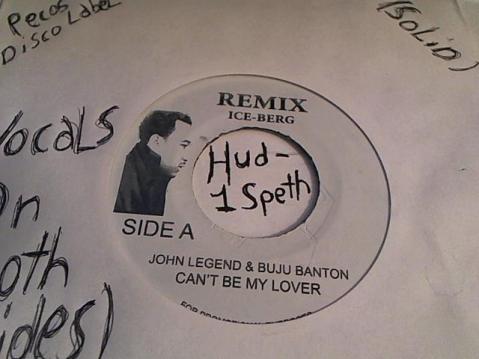 Pecos
Disco Label
(SOLiD)
REMIX
ICE-BERG
Hud-
1 Speth
SIDE A
JOHN LEGEND & BUJU BANTON
CAN'T BE MY LOVER
vocals
on
oth
ides)